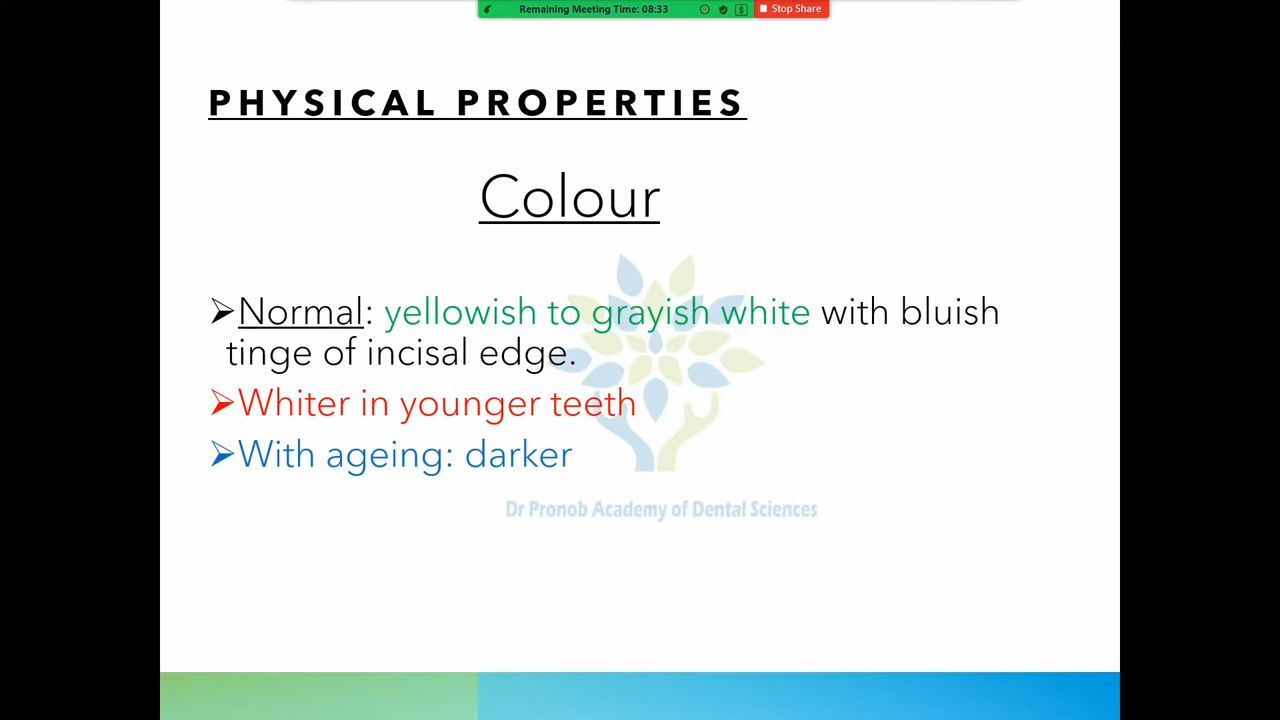 Remaining Meeting Time: 08:33
Stop Share
PHYSICAL PROPERTIES
Colour
➢Normal: yellowish to grayish white with bluish
tinge of incisal edge.
➢Whiter in younger teeth
➢With ageing: darker
Dr Pronob Academy of Dental Sciences